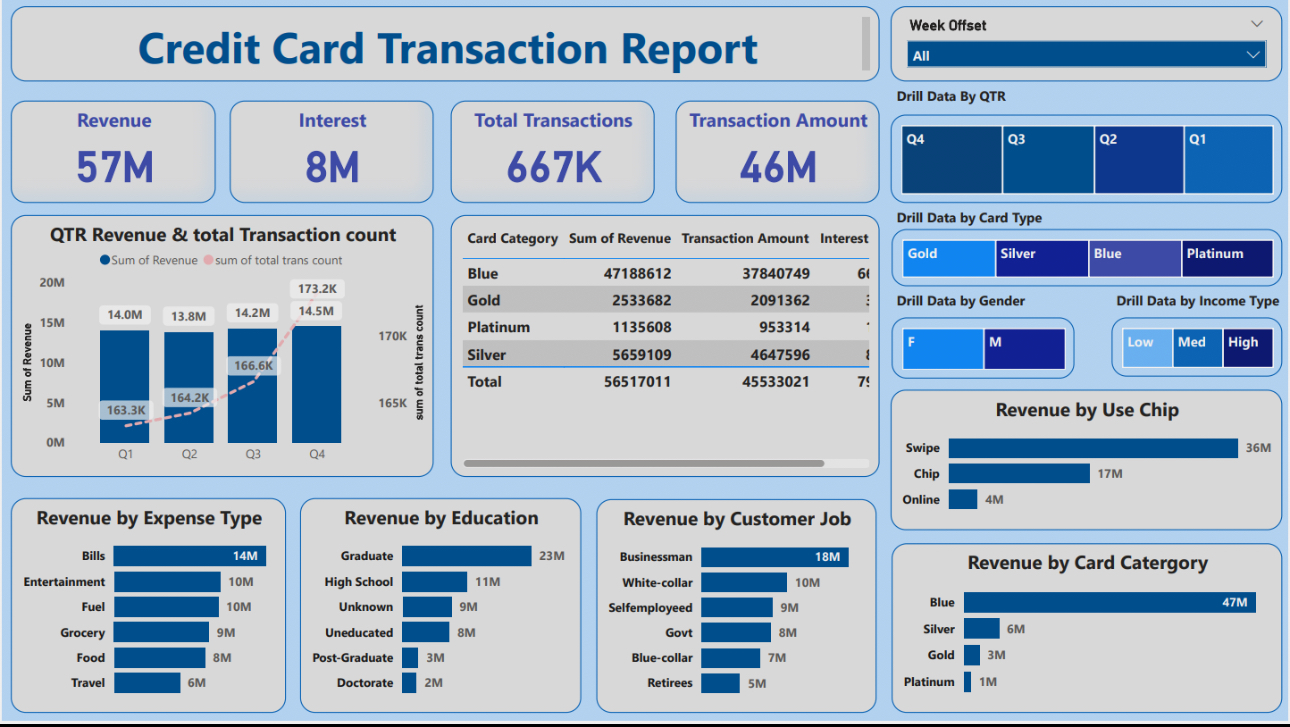 Credit Card Transaction Report
Week Offset
All
Revenue
57M
Interest
8M
Total Transactions
667K
Transaction Amount
46M
Drill Data By QTR
Q4 Q3 Q2 Q1
Drill Data by Card Type
Gold Silver Blue Platinum
Drill Data by Gender
F M
Drill Data by Income Type
Low Med High
QTR Revenue & total Transaction count
Sum of Revenue sum of total trans count
Sum of Revenue
20M
15M
10M
5M
0M
14.0M 13.8M 14.2M 14.5M
163.3K 164.2K 166.6K 173.2K
170K
165K
sum of total trans count
Q1 Q2 Q3 Q4
Card Category Sum of Revenue Transaction Amount Interest
Blue 47188612 37840749
Gold 2533682 2091362
Platinum 1135608 953314
Silver 5659109 4647596
Total 56517011 45533021
Revenue by Use Chip
Swipe 36M
Chip 17M
Online 4M
Revenue by Expense Type
Bills 14M
Entertainment 10M
Fuel 10M
Grocery 9M
Food 8M
Travel 6M
Revenue by Education
Graduate 23M
High School 11M
Unknown 9M
Uneducated 8M
Post-Graduate 3M
Doctorate 2M
Revenue by Customer Job
Businessman 18M
White-collar 10M
Selfemployeed 9M
Govt 8M
Blue-collar 7M
Retirees 5M
Revenue by Card Catergory
Blue 47M
Silver 6M
Gold 3M
Platinum 1M